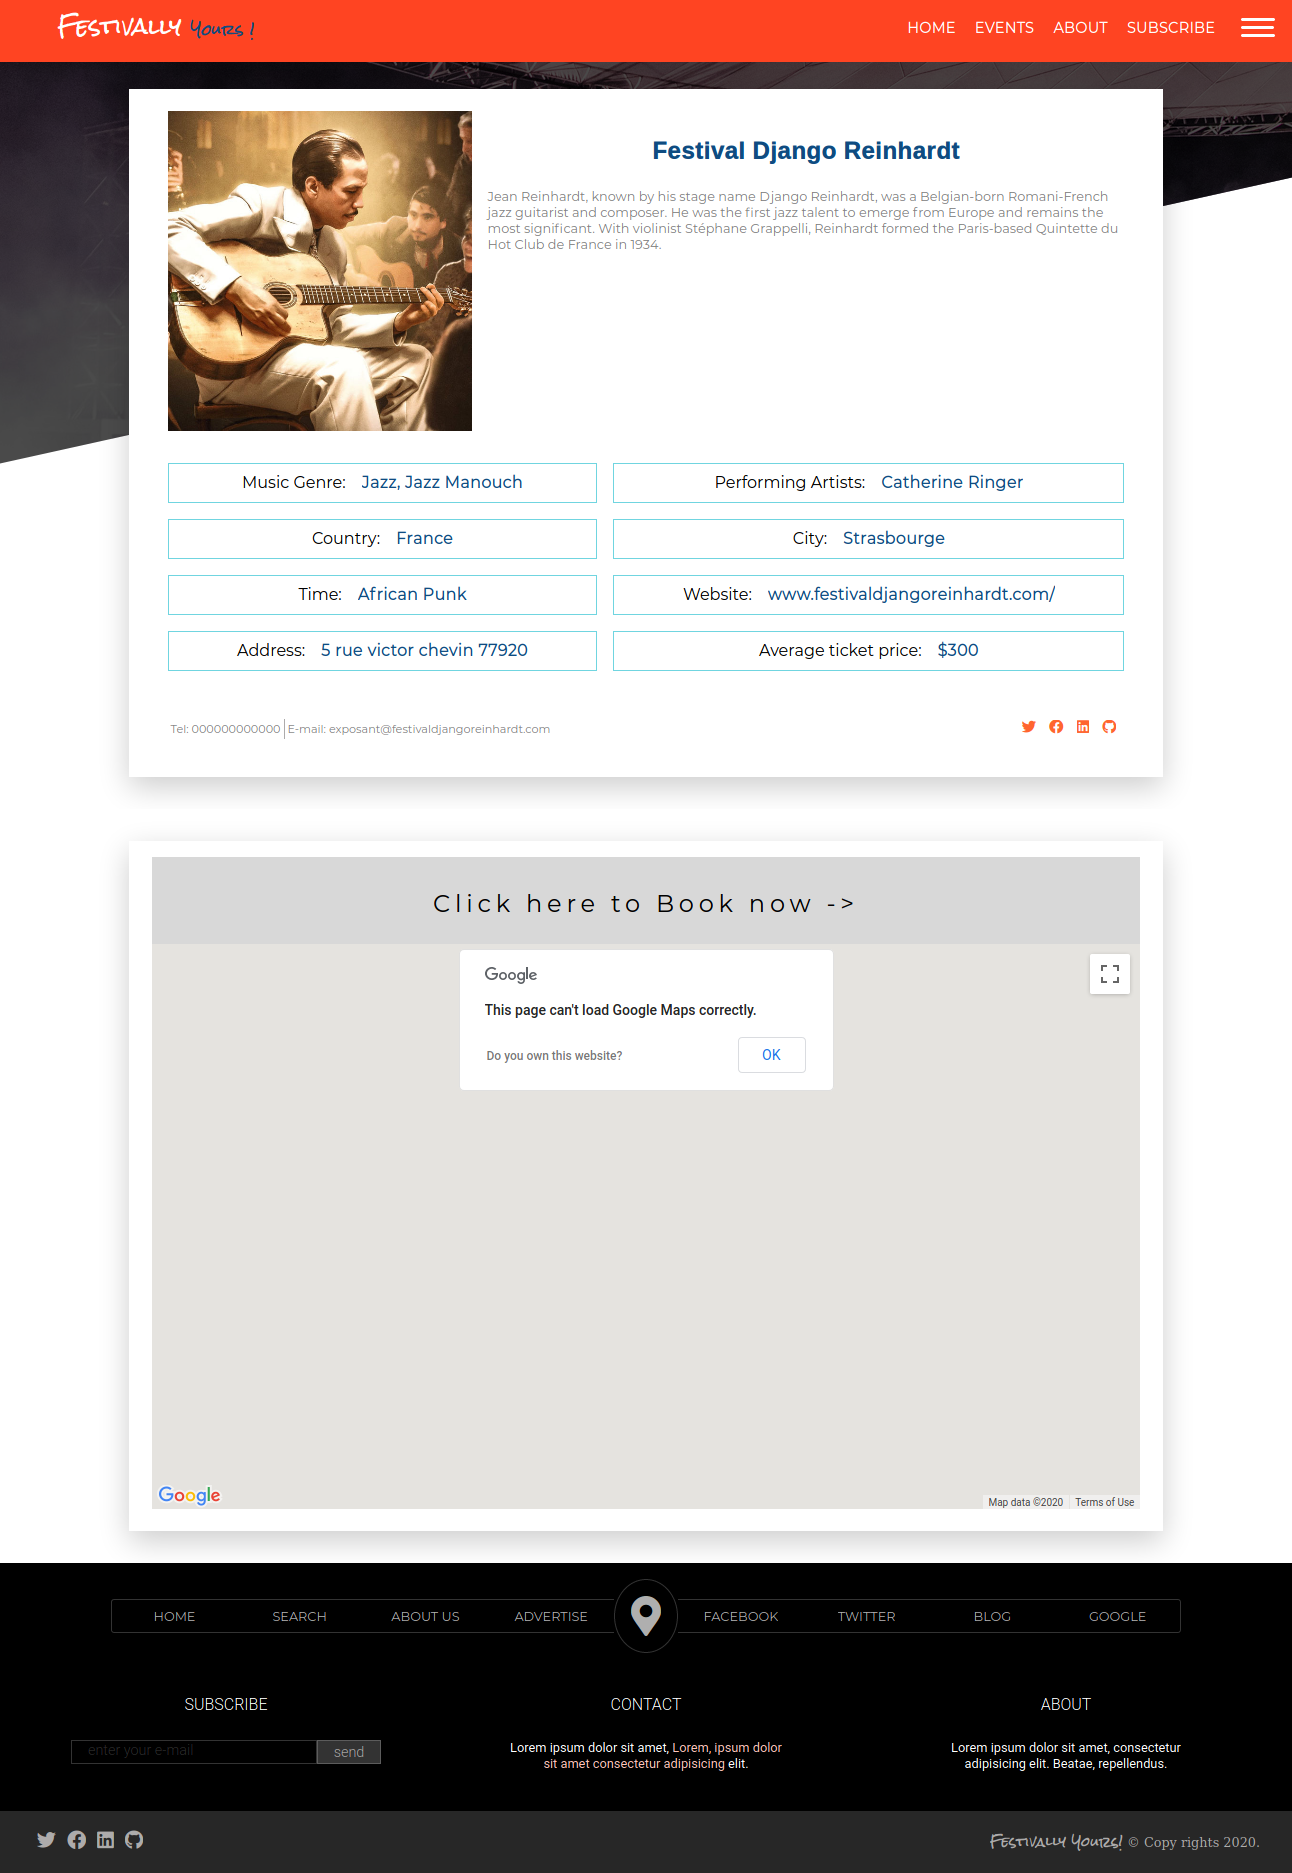 Festivally Yours !
HOME EVENTS ABOUT SUBSCRIBE
Festival Django Reinhardt
Jean Reinhardt, known by his stage name Django Reinhardt, was a Belgian-born Romani-French
jazz guitarist and composer. He was the first jazz talent to emerge from Europe and remains the
most significant. With violinist Stéphane Grappelli, Reinhardt formed the Paris-based Quintette du
Hot Club de France in 1934.
Music Genre: Jazz, Jazz Manouch
Performing Artists: Catherine Ringer
Country: France
City: Strasbourge
Time: African Punk
Website: www.festivaldjangoreinhardt.com/
Address: 5 rue victor chevin 77920
Average ticket price: $300
Tel: 000000000000 E-mail: exposant@festivaldjangoreinhardt.com
Click here to Book now ->
Google
This page can't load Google Maps correctly.
Do you own this website? OK
Google
Map data ©2020 Terms of Use
HOME SEARCH ABOUT US ADVERTISE FACEBOOK TWITTER BLOG GOOGLE
SUBSCRIBE
enter your e-mail send
CONTACT
Lorem ipsum dolor sit amet, Lorem, ipsum dolor
sit amet consectetur adipisicing elit.
ABOUT
Lorem ipsum dolor sit amet, consectetur
adipisicing elit. Beatae, repellendus.
Festivally Yours! © Copy rights 2020.